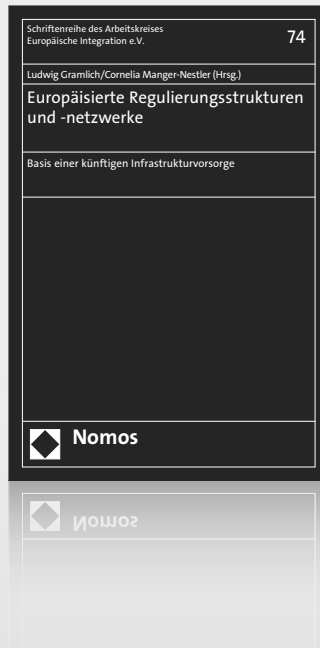 Schriftenreihe des Arbeitskreises
Europäische Integration e.V.
74
Ludwig Gramlich/Cornelia Manger-Nestler (Hrsg.)
Europäisierte Regulierungsstrukturen
und -netzwerke
Basis einer künftigen Infrastrukturvorsorge
Nomos
Nomos